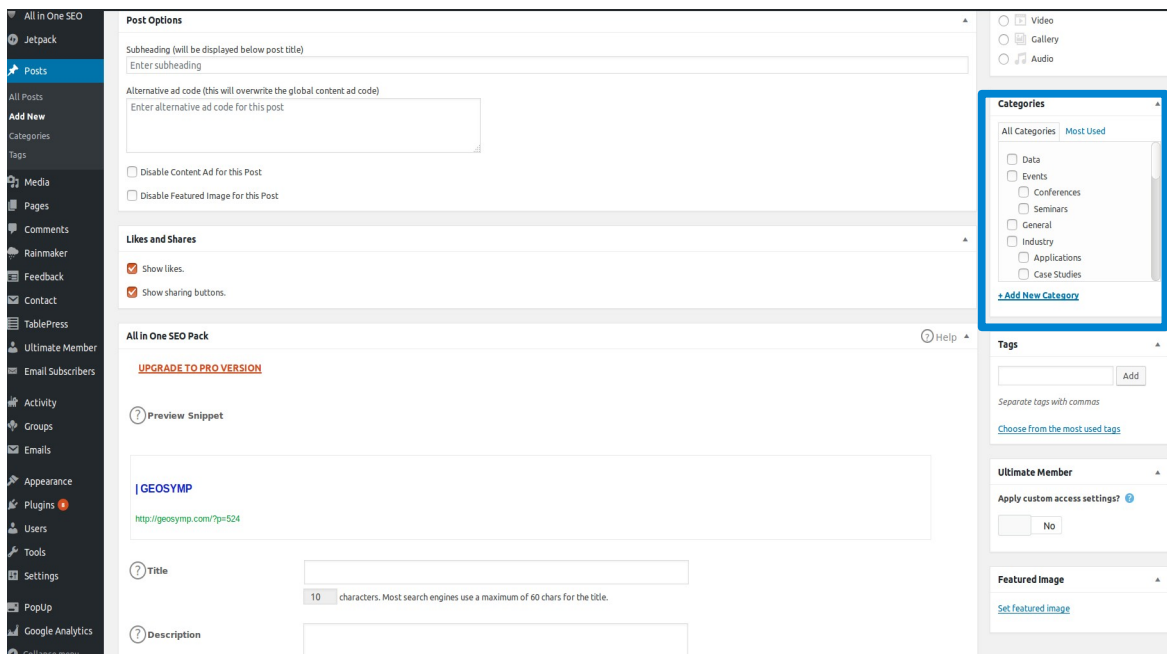 All in One SEO
Jetpack
Posts
All Posts
Add New
Categories
Tags
Media
Pages
Comments
Rainmaker
Feedback
Contact
TablePress
Ultimate Member
Email Subscribers
Activity
Groups
Emails
Appearance
Plugins 8
Users
Tools
Settings
PopUp
Google Analytics
Collapse menu
Post Options
Subheading (will be displayed below post title)
Enter subheading
Alternative ad code (this will overwrite the global content ad code)
Enter alternative ad code for this post
Disable Content Ad for this Post
Disable Featured Image for this Post
Likes and Shares
Show likes.
Show sharing buttons.
All in One SEO Pack
? Help
UPGRADE TO PRO VERSION
? Preview Snippet
| GEOSYMP
http://geosymp.com/?p=524
? Title
10 characters. Most search engines use a maximum of 60 chars for the title.
? Description
Video
Gallery
Audio
Categories
All Categories Most Used
Data
Events
Conferences
Seminars
General
Industry
Applications
Case Studies
+ Add New Category
Tags
Add
Separate tags with commas
Choose from the most used tags
Ultimate Member
Apply custom access settings? ?
No
Featured Image
Set featured image